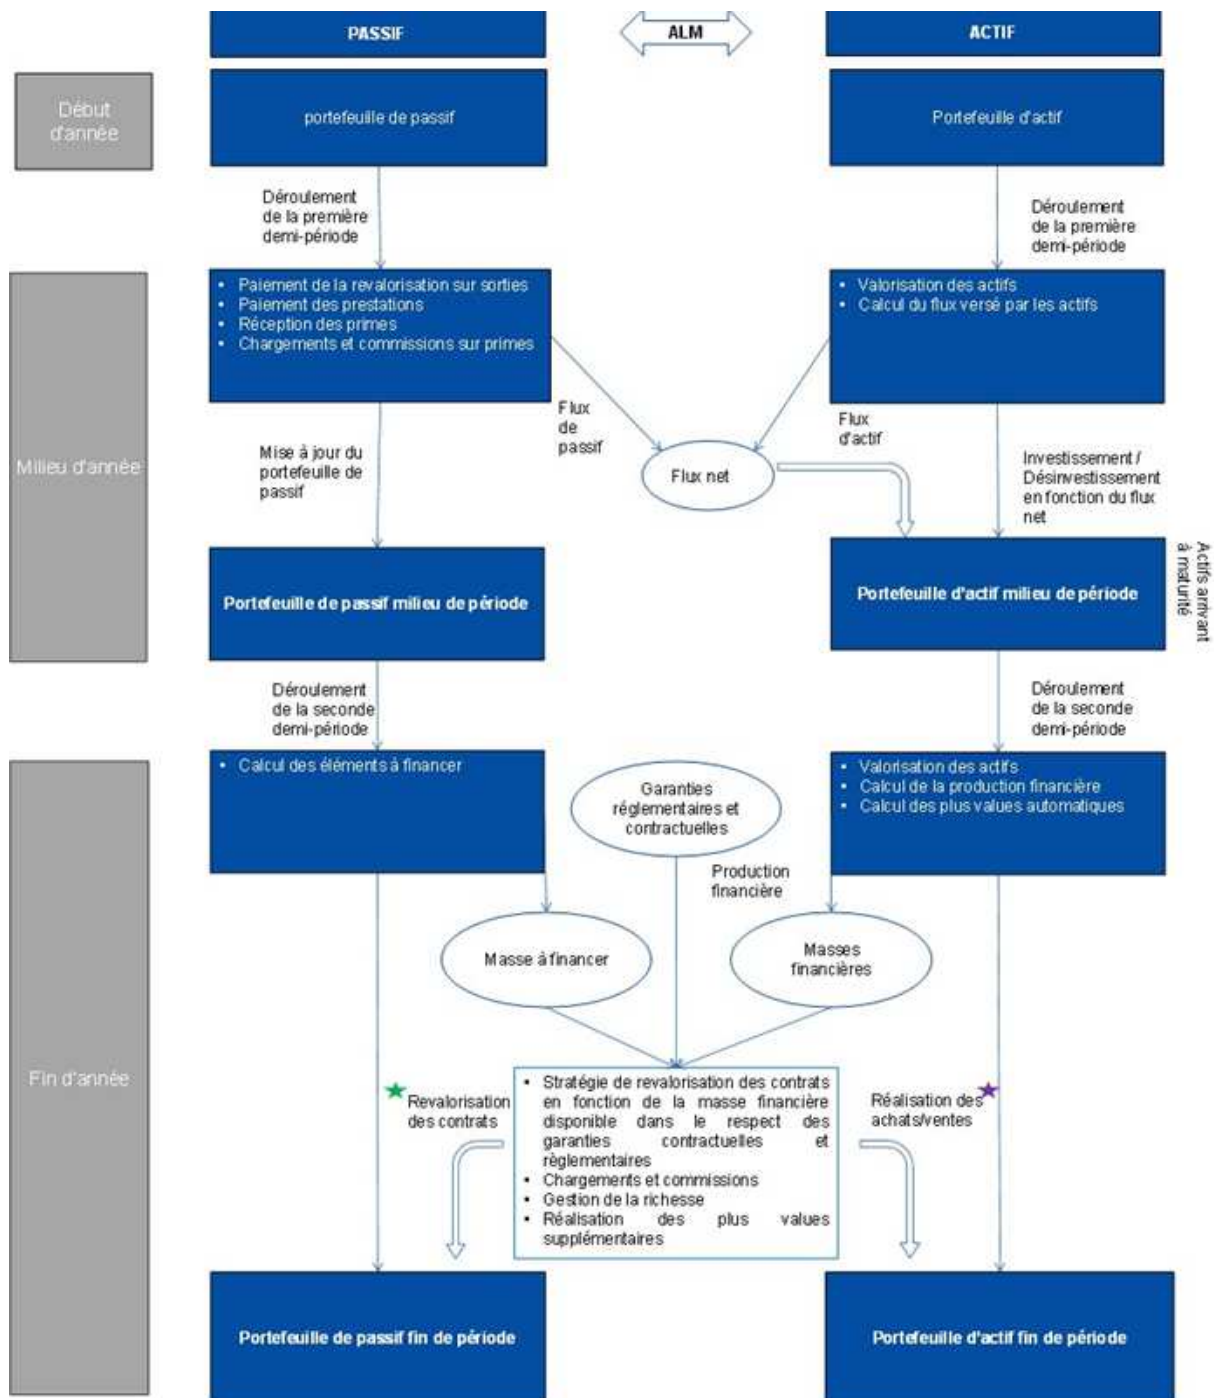 PASSIF
ALM
ACTIF
Début
d'année
portefeuille de passif
Portefeuille d'actif
Déroulement
de la première
demi-période
Déroulement
de la première
demi-période
Milieu d'année
• Paiement de la revalorisation sur sorties
• Paiement des prestations
• Réception des primes
• Chargements et commissions sur primes
• Valorisation des actifs
• Calcul du flux versé par les actifs
Flux
de
passif
Flux
d'actif
Flux net
Mise à jour du
portefeuille de
passif
Investissement /
Désinvestissement
en fonction du flux
net
Portefeuille de passif milieu de période
Portefeuille d'actif milieu de période
Actifs arrivant
à maturité
Déroulement
de la seconde
demi-période
Déroulement
de la seconde
demi-période
Fin d'année
• Calcul des éléments à financer
Garanties
réglementaires et
contractuelles
• Valorisation des actifs
• Calcul de la production financière
• Calcul des plus values automatiques
Production
financière
Masse à financer
Masses
financières
Revalorisation
des contrats
• Stratégie de revalorisation des contrats
en fonction de la masse financière
disponible dans le respect des
garanties contractuelles et
règlementaires
• Chargements et commissions
• Gestion de la richesse
• Réalisation des plus values
supplémentaires
Réalisation des
achats/ventes
Portefeuille de passif fin de période
Portefeuille d'actif fin de période